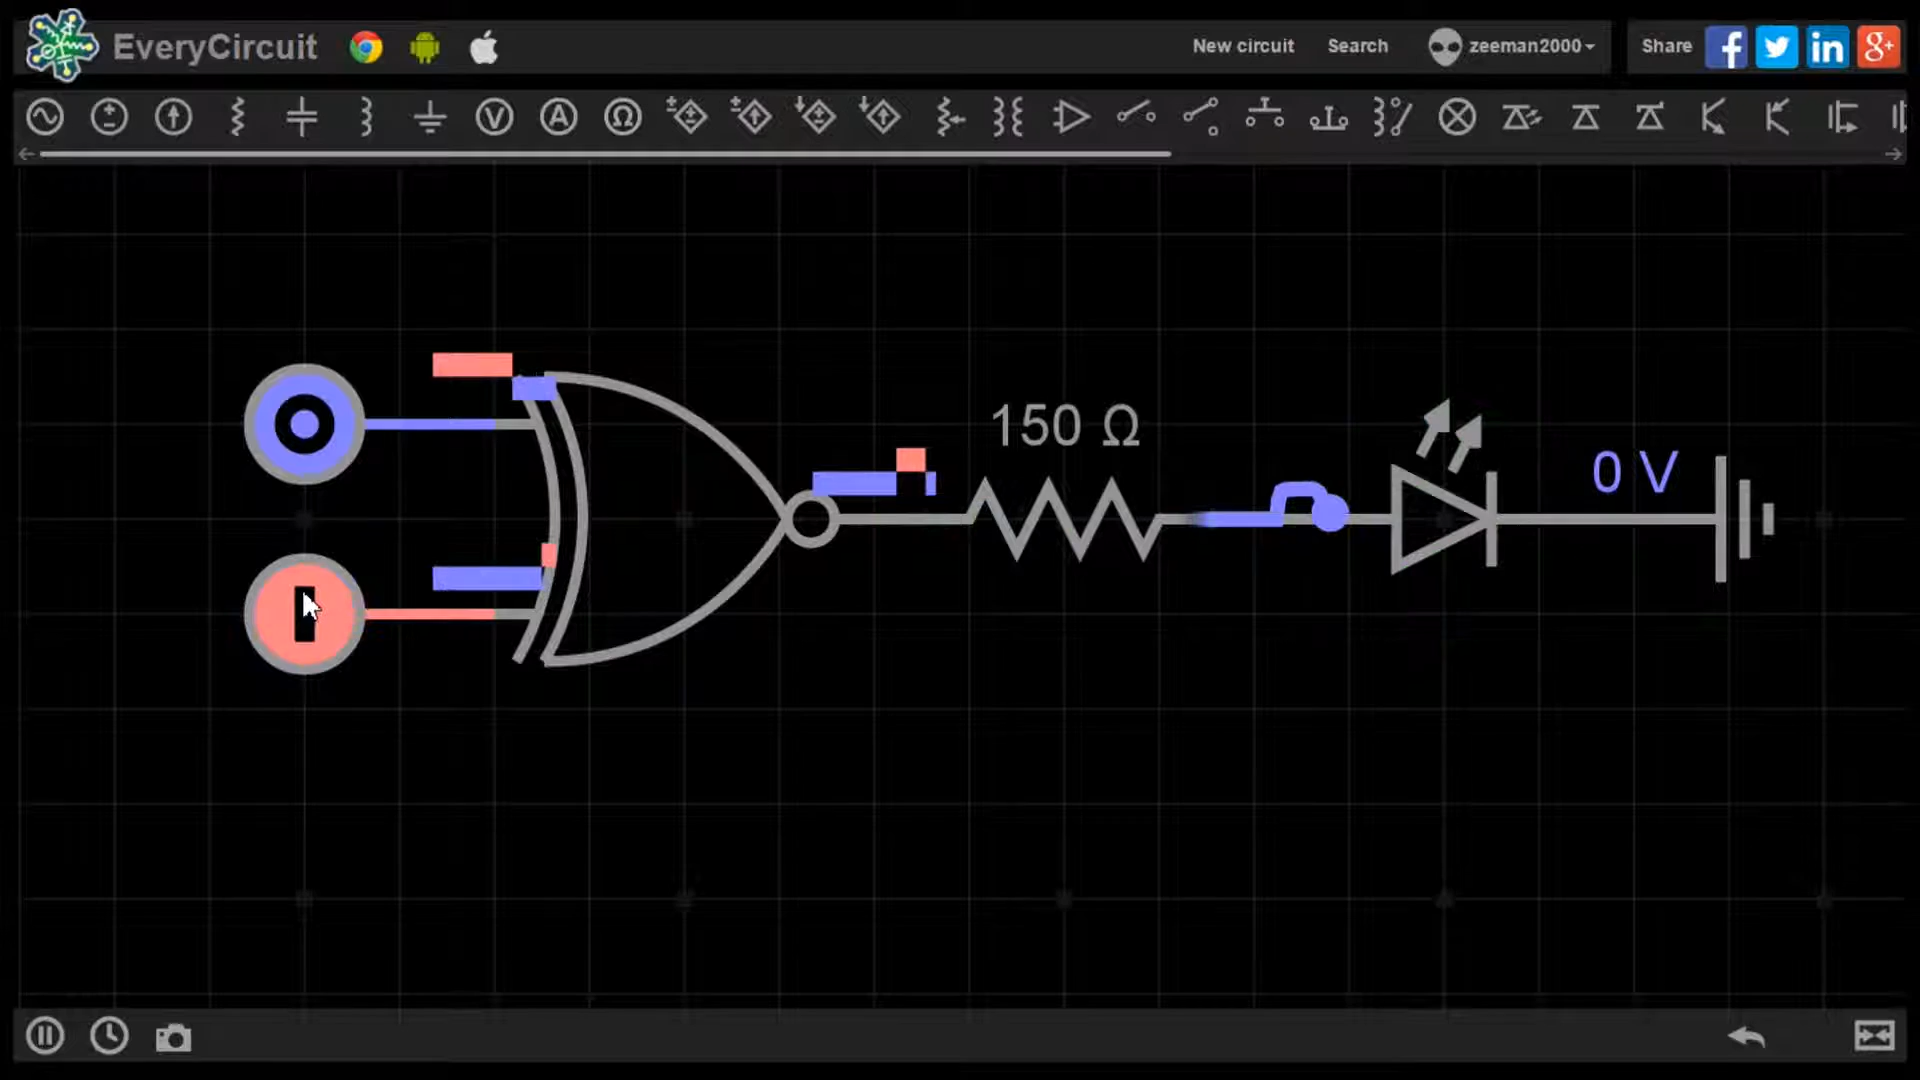 EveryCircuit
New circuit Search zeeman2000 Share
V A Ω
150 Ω
0 V